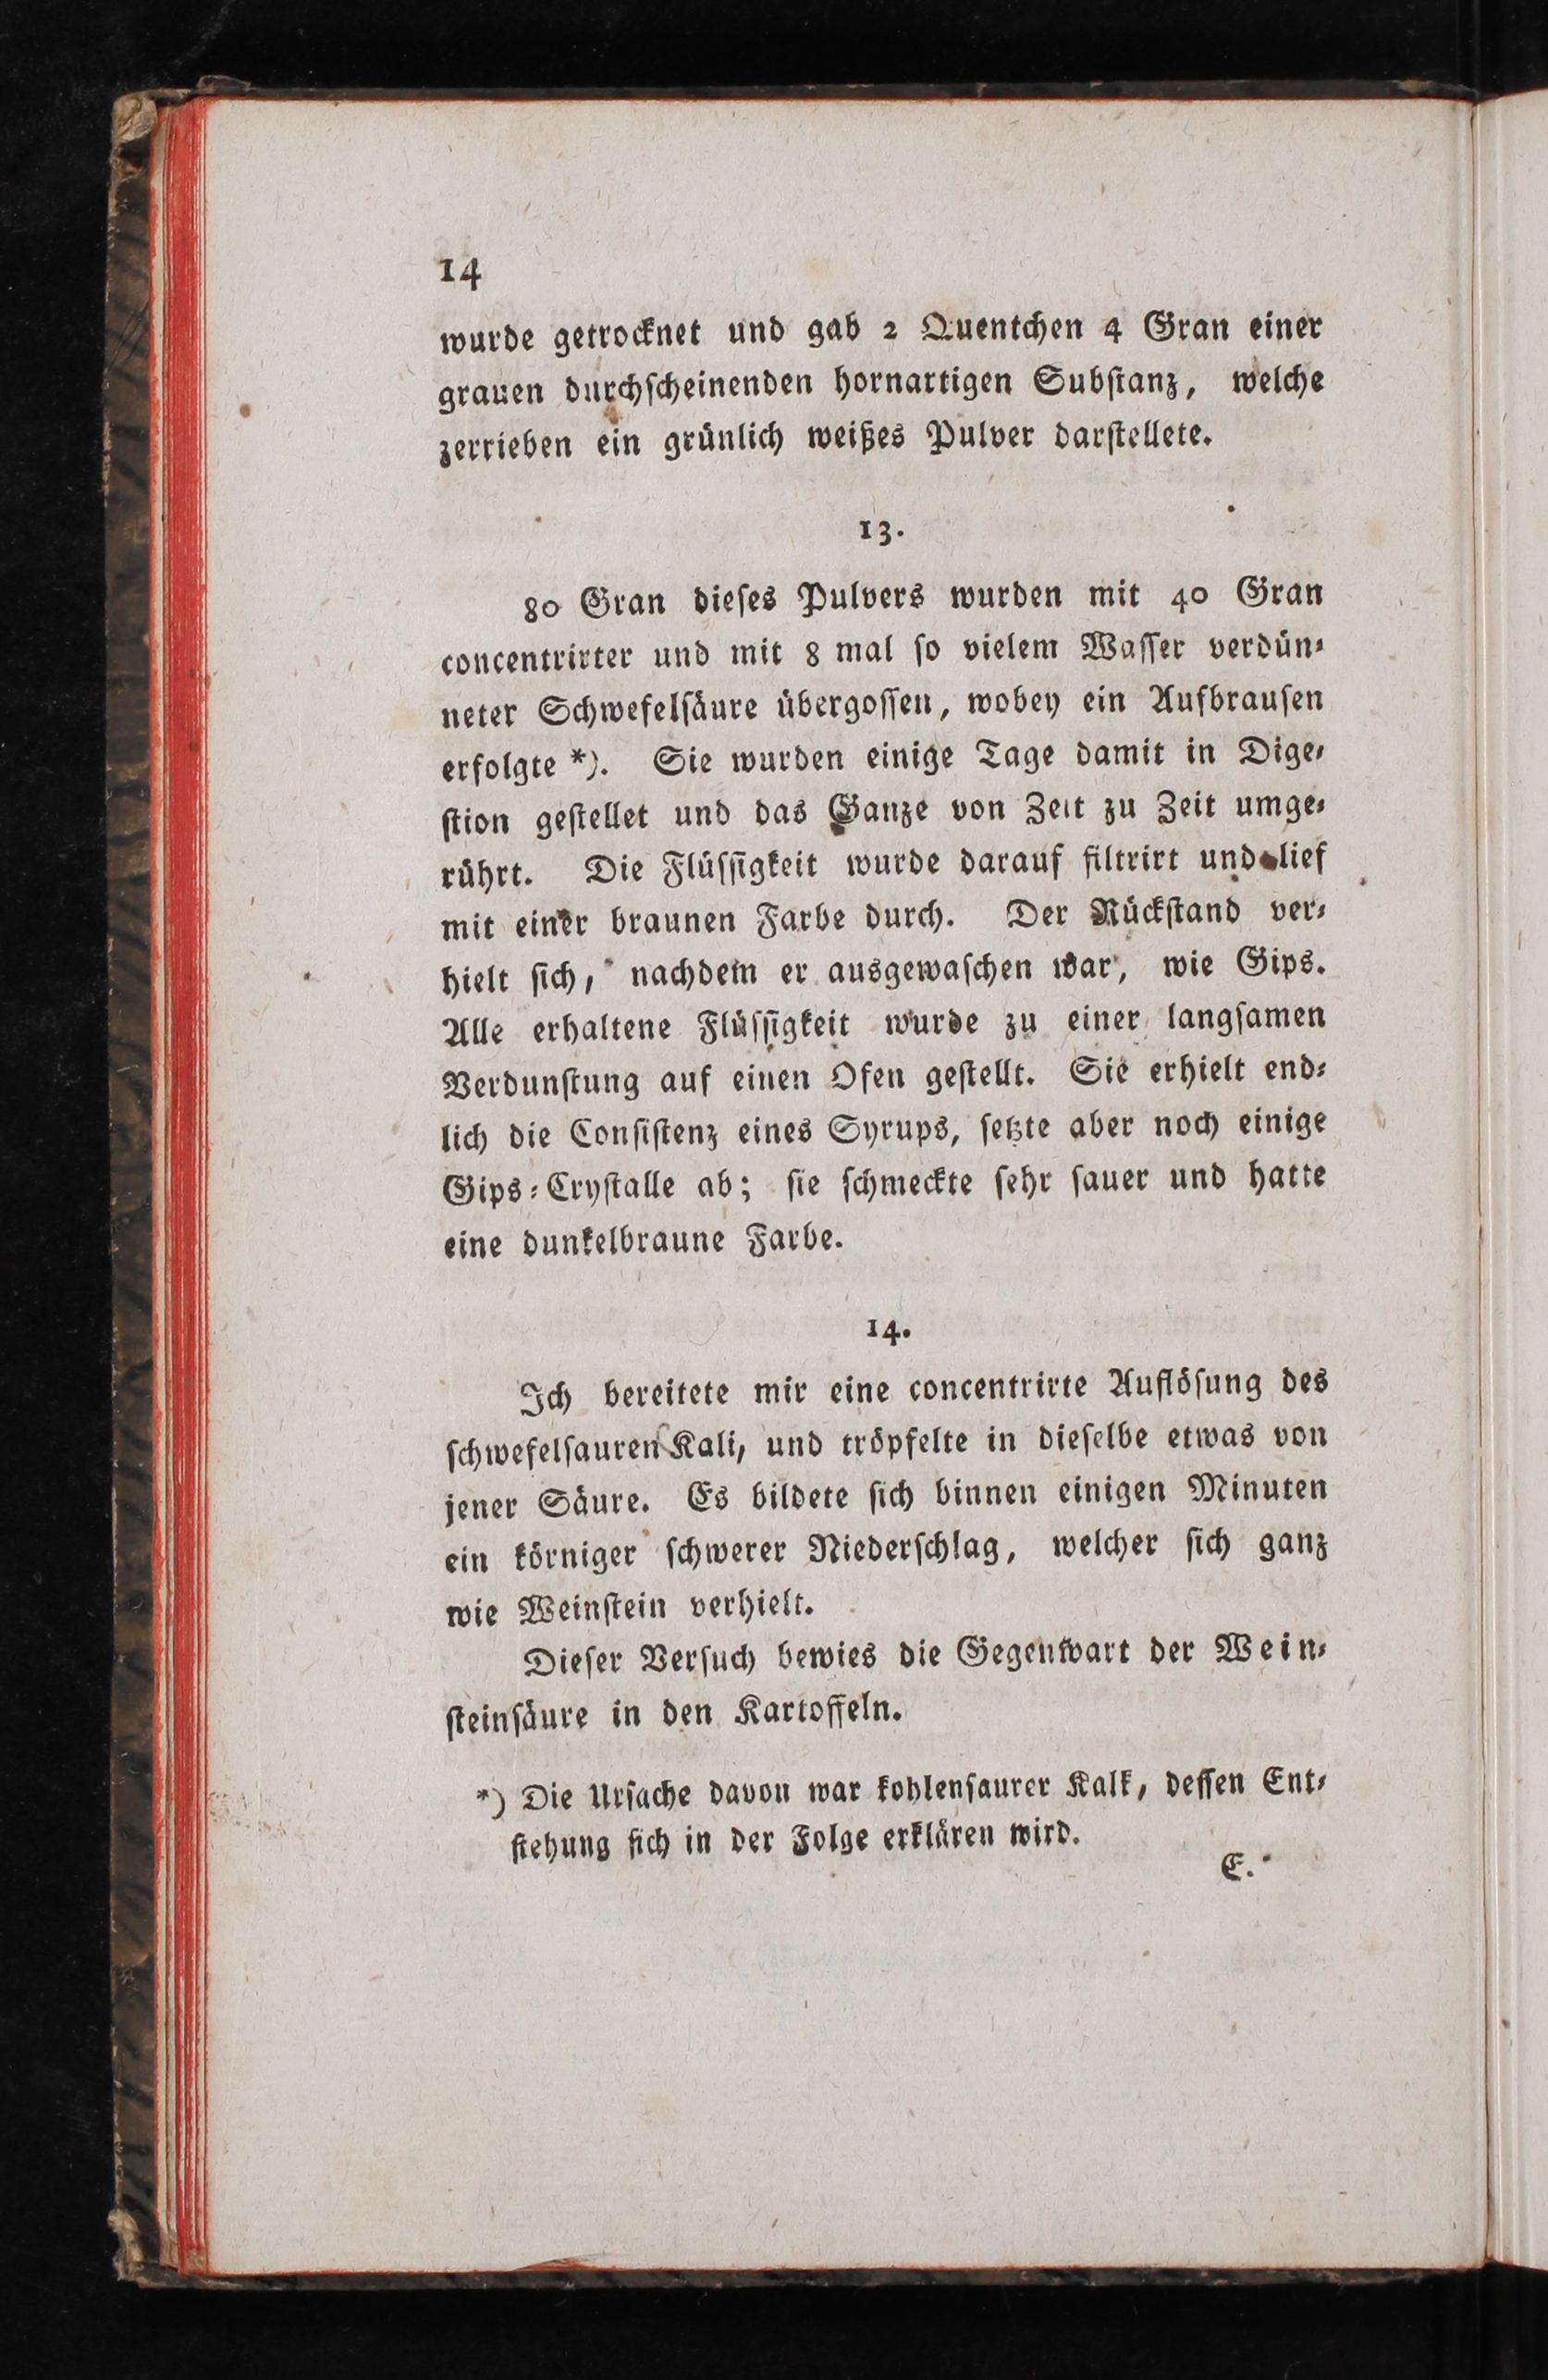 14
wurde getrocknet und gab 2 Quentchen 4 Gran einer
grauen durchſcheinenden hornartigen Subſtanz, welche
zerrieben ein grünlich weißes Pulver darſtellete.
13.
80 Gran dieſes Pulvers wurden mit 40 Gran
concentrirter und mit 8 mal ſo vielem Waſſer verdün⸗
neter Schwefelſäure übergoſſen, wobey ein Aufbrauſen
erfolgte *). Sie wurden einige Tage damit in Dige⸗
ſtion geſtellet und das Ganze von Zeit zu Zeit umge⸗
rührt. Die Flüſſigkeit wurde darauf filtrirt und lief
mit einer braunen Farbe durch. Der Rückſtand ver⸗
hielt ſich, nachdem er ausgewaſchen war, wie Gips.
Alle erhaltene Flüſſigkeit wurde zu einer langſamen
Verdunſtung auf einen Ofen geſtellt. Sie erhielt end⸗
lich die Conſiſtenz eines Syrups, ſetzte aber noch einige
Gips⸗Cryſtalle ab; ſie ſchmeckte ſehr ſauer und hatte
eine dunkelbraune Farbe.
14.
Ich bereitete mir eine concentrirte Auflöſung des
ſchwefelſauren Kali, und tröpfelte in dieſelbe etwas von
jener Säure. Es bildete ſich binnen einigen Minuten
ein körniger ſchwerer Niederſchlag, welcher ſich ganz
wie Weinſtein verhielt.
Dieſer Verſuch bewies die Gegenwart der Wein⸗
ſteinſäure in den Kartoffeln.
*) Die Urſache davon war kohlenſaurer Kalk, deſſen Ent⸗
ſtehung ſich in der Folge erklären wird.
E.